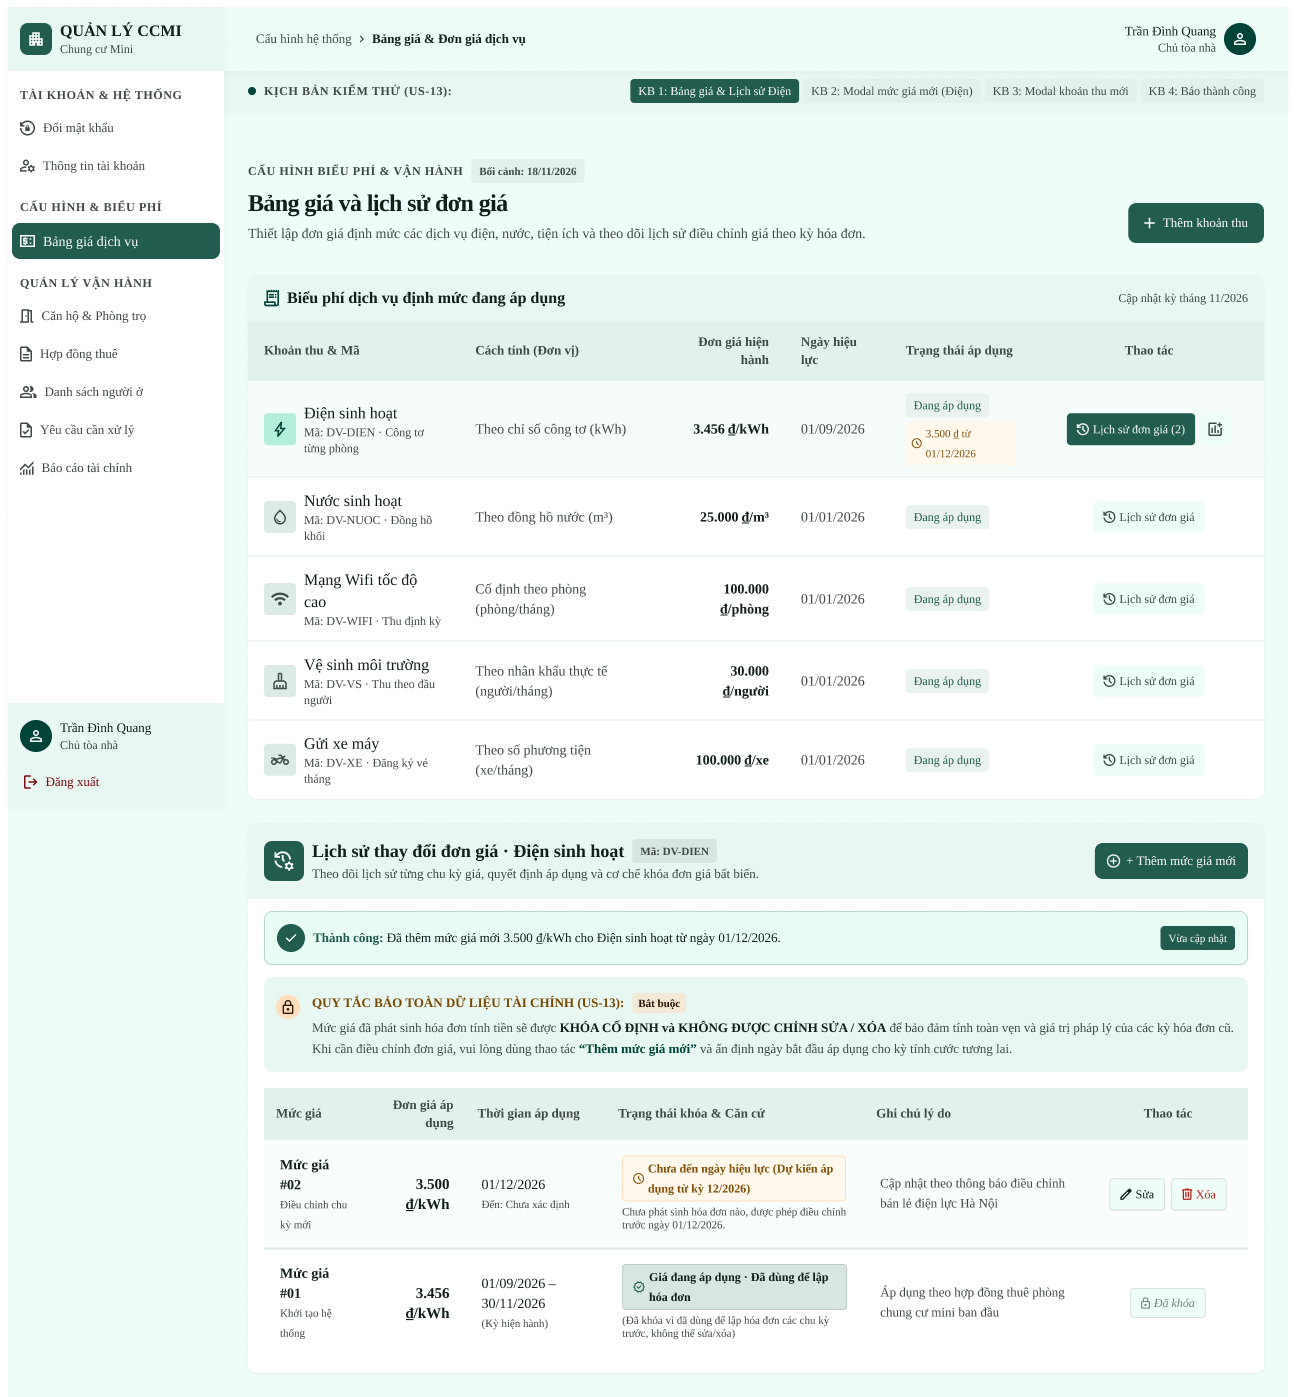 QUẢN LÝ CCMI
Chung cư Mini
TÀI KHOẢN & HỆ THỐNG
Đổi mật khẩu
Thông tin tài khoản
CẤU HÌNH & BIỂU PHÍ
Bảng giá dịch vụ
QUẢN LÝ VẬN HÀNH
Căn hộ & Phòng trọ
Hợp đồng thuê
Danh sách người ở
Yêu cầu cần xử lý
Báo cáo tài chính
Trần Đình Quang
Chủ tòa nhà
Đăng xuất
Cấu hình hệ thống
Bảng giá & Đơn giá dịch vụ
Trần Đình Quang
Chủ tòa nhà
KỊCH BẢN KIỂM THỬ (US-13):
KB 1: Bảng giá & Lịch sử Điện
KB 2: Modal mức giá mới (Điện)
KB 3: Modal khoản thu mới
KB 4: Báo thành công
CẤU HÌNH BIỂU PHÍ & VẬN HÀNH
Bối cảnh: 18/11/2026
Bảng giá và lịch sử đơn giá
Thiết lập đơn giá định mức các dịch vụ điện, nước, tiện ích và theo dõi lịch sử điều chỉnh giá theo kỳ hóa đơn.
Thêm khoản thu
Biểu phí dịch vụ định mức đang áp dụng
Cập nhật kỳ tháng 11/2026
Khoản thu & Mã
Cách tính (Đơn vị)
Đơn giá hiện
hành
Ngày hiệu
lực
Trạng thái áp dụng
Thao tác
Điện sinh hoạt
Mã: DV-DIEN · Công tơ
từng phòng
Theo chỉ số công tơ (kWh)
3.456 ₫/kWh
01/09/2026
Đang áp dụng
3.500 ₫ từ
01/12/2026
Lịch sử đơn giá (2)
Nước sinh hoạt
Mã: DV-NUOC · Đồng hồ
khối
Theo đồng hồ nước (m³)
25.000 ₫/m³
01/01/2026
Đang áp dụng
Lịch sử đơn giá
Mạng Wifi tốc độ
cao
Mã: DV-WIFI · Thu định kỳ
Cố định theo phòng
(phòng/tháng)
100.000
₫/phòng
01/01/2026
Đang áp dụng
Lịch sử đơn giá
Vệ sinh môi trường
Mã: DV-VS · Thu theo đầu
người
Theo nhân khẩu thực tế
(người/tháng)
30.000
₫/người
01/01/2026
Đang áp dụng
Lịch sử đơn giá
Gửi xe máy
Mã: DV-XE · Đăng ký vé
tháng
Theo số phương tiện
(xe/tháng)
100.000 ₫/xe
01/01/2026
Đang áp dụng
Lịch sử đơn giá
Lịch sử thay đổi đơn giá · Điện sinh hoạt
Mã: DV-DIEN
Theo dõi lịch sử từng chu kỳ giá, quyết định áp dụng và cơ chế khóa đơn giá bất biến.
+ Thêm mức giá mới
Thành công: Đã thêm mức giá mới 3.500 ₫/kWh cho Điện sinh hoạt từ ngày 01/12/2026.
Vừa cập nhật
QUY TẮC BẢO TOÀN DỮ LIỆU TÀI CHÍNH (US-13):
Bắt buộc
Mức giá đã phát sinh hóa đơn tính tiền sẽ được KHÓA CỐ ĐỊNH và KHÔNG ĐƯỢC CHỈNH SỬA / XÓA để bảo đảm tính toàn vẹn và giá trị pháp lý của các kỳ hóa đơn cũ.
Khi cần điều chỉnh đơn giá, vui lòng dùng thao tác “Thêm mức giá mới” và ấn định ngày bắt đầu áp dụng cho kỳ tính cước tương lai.
Mức giá
Đơn giá áp
dụng
Thời gian áp dụng
Trạng thái khóa & Căn cứ
Ghi chú lý do
Thao tác
Mức giá
#02
Điều chỉnh chu
kỳ mới
3.500
₫/kWh
01/12/2026
Đến: Chưa xác định
Chưa đến ngày hiệu lực (Dự kiến áp
dụng từ kỳ 12/2026)
Chưa phát sinh hóa đơn nào, được phép điều chỉnh
trước ngày 01/12/2026.
Cập nhật theo thông báo điều chỉnh
bán lẻ điện lực Hà Nội
Sửa
Xóa
Mức giá
#01
Khởi tạo hệ
thống
3.456
₫/kWh
01/09/2026 –
30/11/2026
(Kỳ hiện hành)
Giá đang áp dụng · Đã dùng để lập
hóa đơn
(Đã khóa vì đã dùng để lập hóa đơn các chu kỳ
trước, không thể sửa/xóa)
Áp dụng theo hợp đồng thuê phòng
chung cư mini ban đầu
Đã khóa